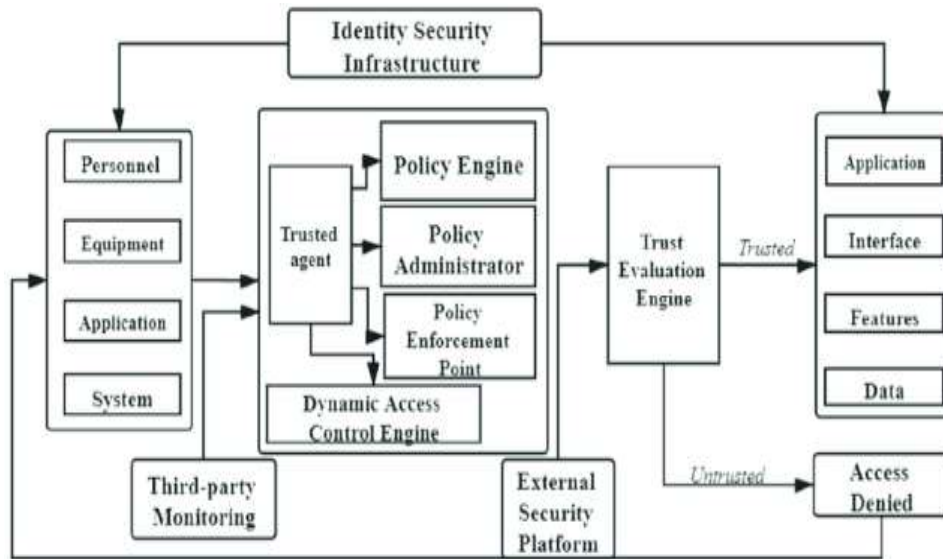 Identity Security
Infrastructure
Personnel
Equipment
Application
System
Trusted
agent
Policy Engine
Policy
Administrator
Policy
Enforcement
Point
Dynamic Access
Control Engine
Third-party
Monitoring
External
Security
Platform
Trust
Evaluation
Engine
Trusted
Untrusted
Application
Interface
Features
Data
Access
Denied